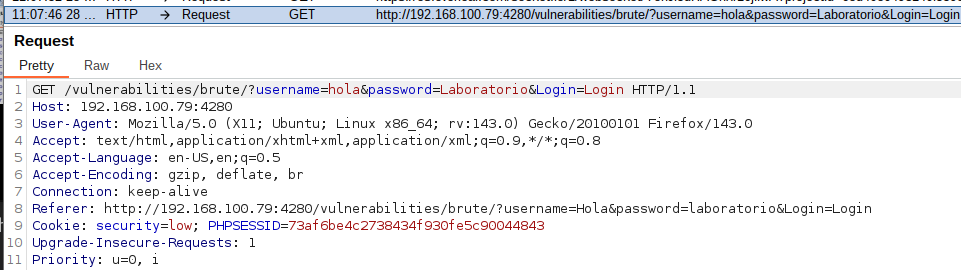 11:07:46 28 ... HTTP → Request GET http://192.168.100.79:4280/vulnerabilities/brute/?username=hola&password=Laboratorio&Login=Login
Request
Pretty Raw Hex
1 GET /vulnerabilities/brute/?username=hola&password=Laboratorio&Login=Login HTTP/1.1
2 Host: 192.168.100.79:4280
3 User-Agent: Mozilla/5.0 (X11; Ubuntu; Linux x86_64; rv:143.0) Gecko/20100101 Firefox/143.0
4 Accept: text/html,application/xhtml+xml,application/xml;q=0.9,*/*;q=0.8
5 Accept-Language: en-US,en;q=0.5
6 Accept-Encoding: gzip, deflate, br
7 Connection: keep-alive
8 Referer: http://192.168.100.79:4280/vulnerabilities/brute/?username=Hola&password=laboratorio&Login=Login
9 Cookie: security=low; PHPSESSID=73af6be4c2738434f930fe5c90044843
10 Upgrade-Insecure-Requests: 1
11 Priority: u=0, i